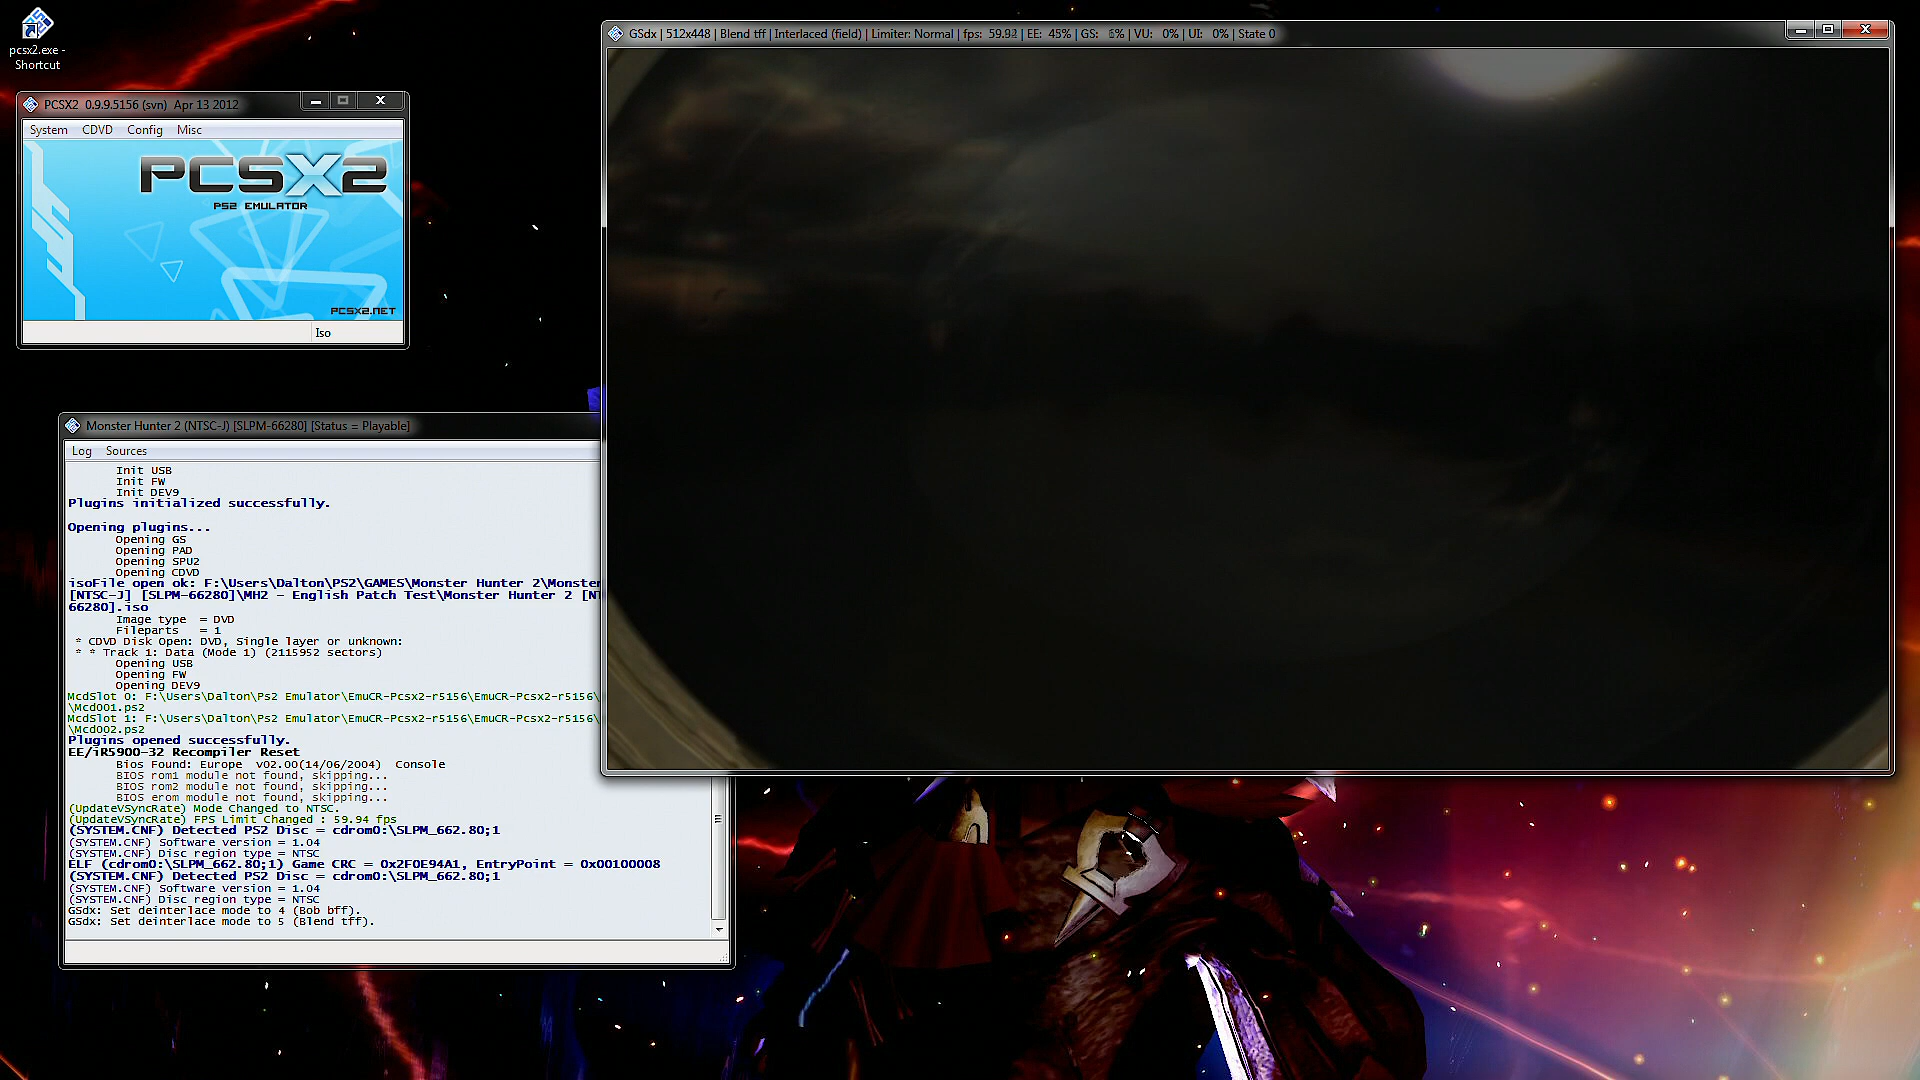 pcsx2.exe -
Shortcut
PCSX2 0.9.9.5156 (svn) Apr 13 2012
System CDVD Config Misc
PCSX2
PS2 EMULATOR
PCSX2.NET
Iso
GSdx | 512x448 | Blend tff | Interlaced (field) | Limiter: Normal | fps: 59.92 | EE: 45% | GS: 6% | VU: 0% | UI: 0% | State 0
Monster Hunter 2 (NTSC-J) [SLPM-66280] [Status = Playable]
Log Sources
Init USB
Init FW
Init DEV9
Plugins initialized successfully.
Opening plugins...
Opening GS
Opening PAD
Opening SPU2
Opening CDVD
isoFile open ok: F:\Users\Dalton\PS2\GAMES\Monster Hunter 2\Monster
[NTSC-J] [SLPM-66280]\MH2 - English Patch Test\Monster Hunter 2 [NT
66280].iso
Image type = DVD
Fileparts = 1
* CDVD Disk Open: DVD, Single layer or unknown:
* * Track 1: Data (Mode 1) (2115952 sectors)
Opening USB
Opening FW
Opening DEV9
McdSlot 0: F:\Users\Dalton\Ps2 Emulator\EmuCR-Pcsx2-r5156\EmuCR-Pcsx2-r5156\
\Mcd001.ps2
McdSlot 1: F:\Users\Dalton\Ps2 Emulator\EmuCR-Pcsx2-r5156\EmuCR-Pcsx2-r5156\
\Mcd002.ps2
Plugins opened successfully.
EE/iR5900-32 Recompiler Reset
Bios Found: Europe v02.00(14/06/2004) Console
BIOS rom1 module not found, skipping...
BIOS rom2 module not found, skipping...
BIOS erom module not found, skipping...
(UpdateVSyncRate) Mode Changed to NTSC.
(UpdateVSyncRate) FPS Limit Changed : 59.94 fps
(SYSTEM.CNF) Detected PS2 Disc = cdrom0:\SLPM_662.80;1
(SYSTEM.CNF) Software version = 1.04
(SYSTEM.CNF) Disc region type = NTSC
ELF (cdrom0:\SLPM_662.80;1) Game CRC = 0x2F0E94A1, EntryPoint = 0x00100008
(SYSTEM.CNF) Detected PS2 Disc = cdrom0:\SLPM_662.80;1
(SYSTEM.CNF) Software version = 1.04
(SYSTEM.CNF) Disc region type = NTSC
GSdx: Set deinterlace mode to 4 (Bob bff).
GSdx: Set deinterlace mode to 5 (Blend tff).